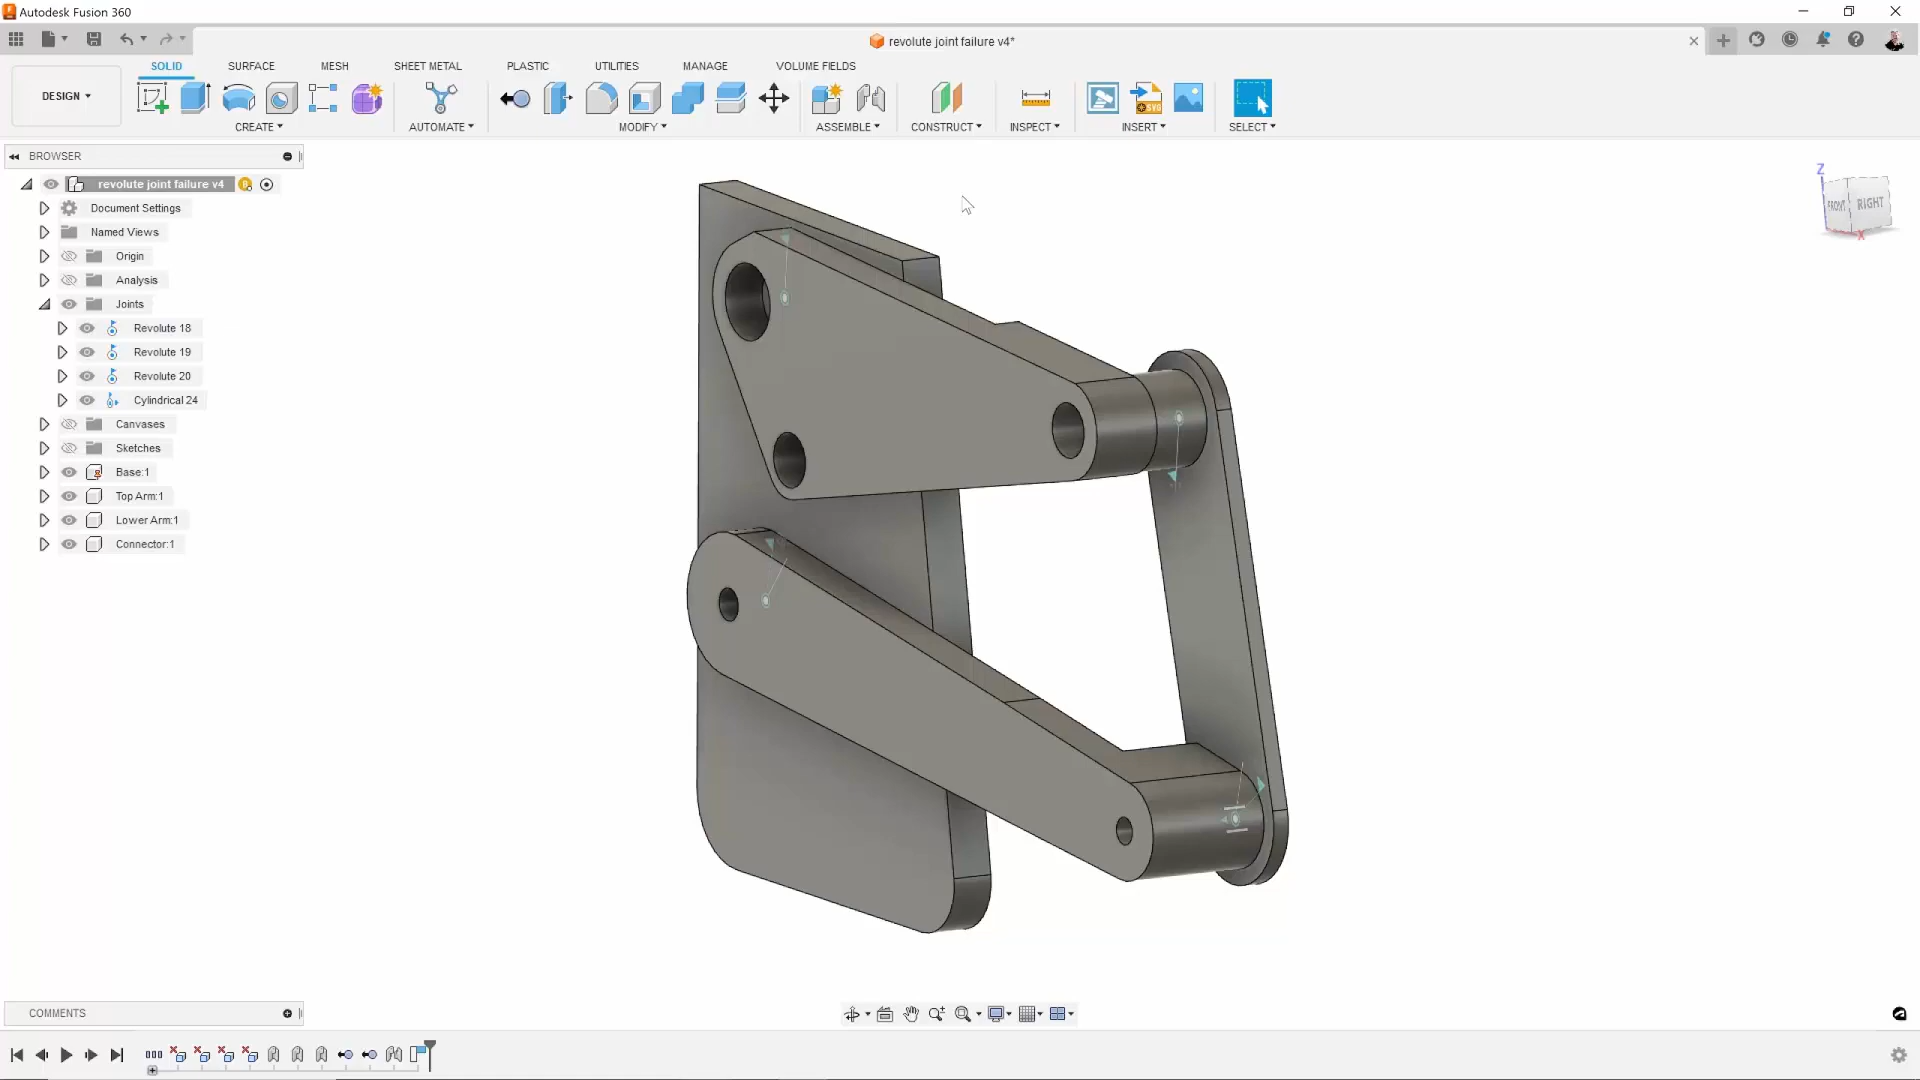 Autodesk Fusion 360
revolute joint failure v4*
DESIGN
SOLID
SURFACE
MESH
SHEET METAL
PLASTIC
UTILITIES
MANAGE
VOLUME FIELDS
CREATE
AUTOMATE
MODIFY
ASSEMBLE
CONSTRUCT
INSPECT
INSERT
SELECT
BROWSER
revolute joint failure v4
Document Settings
Named Views
Origin
Analysis
Joints
Revolute 18
Revolute 19
Revolute 20
Cylindrical 24
Canvases
Sketches
Base:1
Top Arm:1
Lower Arm:1
Connector:1
Z
FRONT
RIGHT
X
SVG
COMMENTS